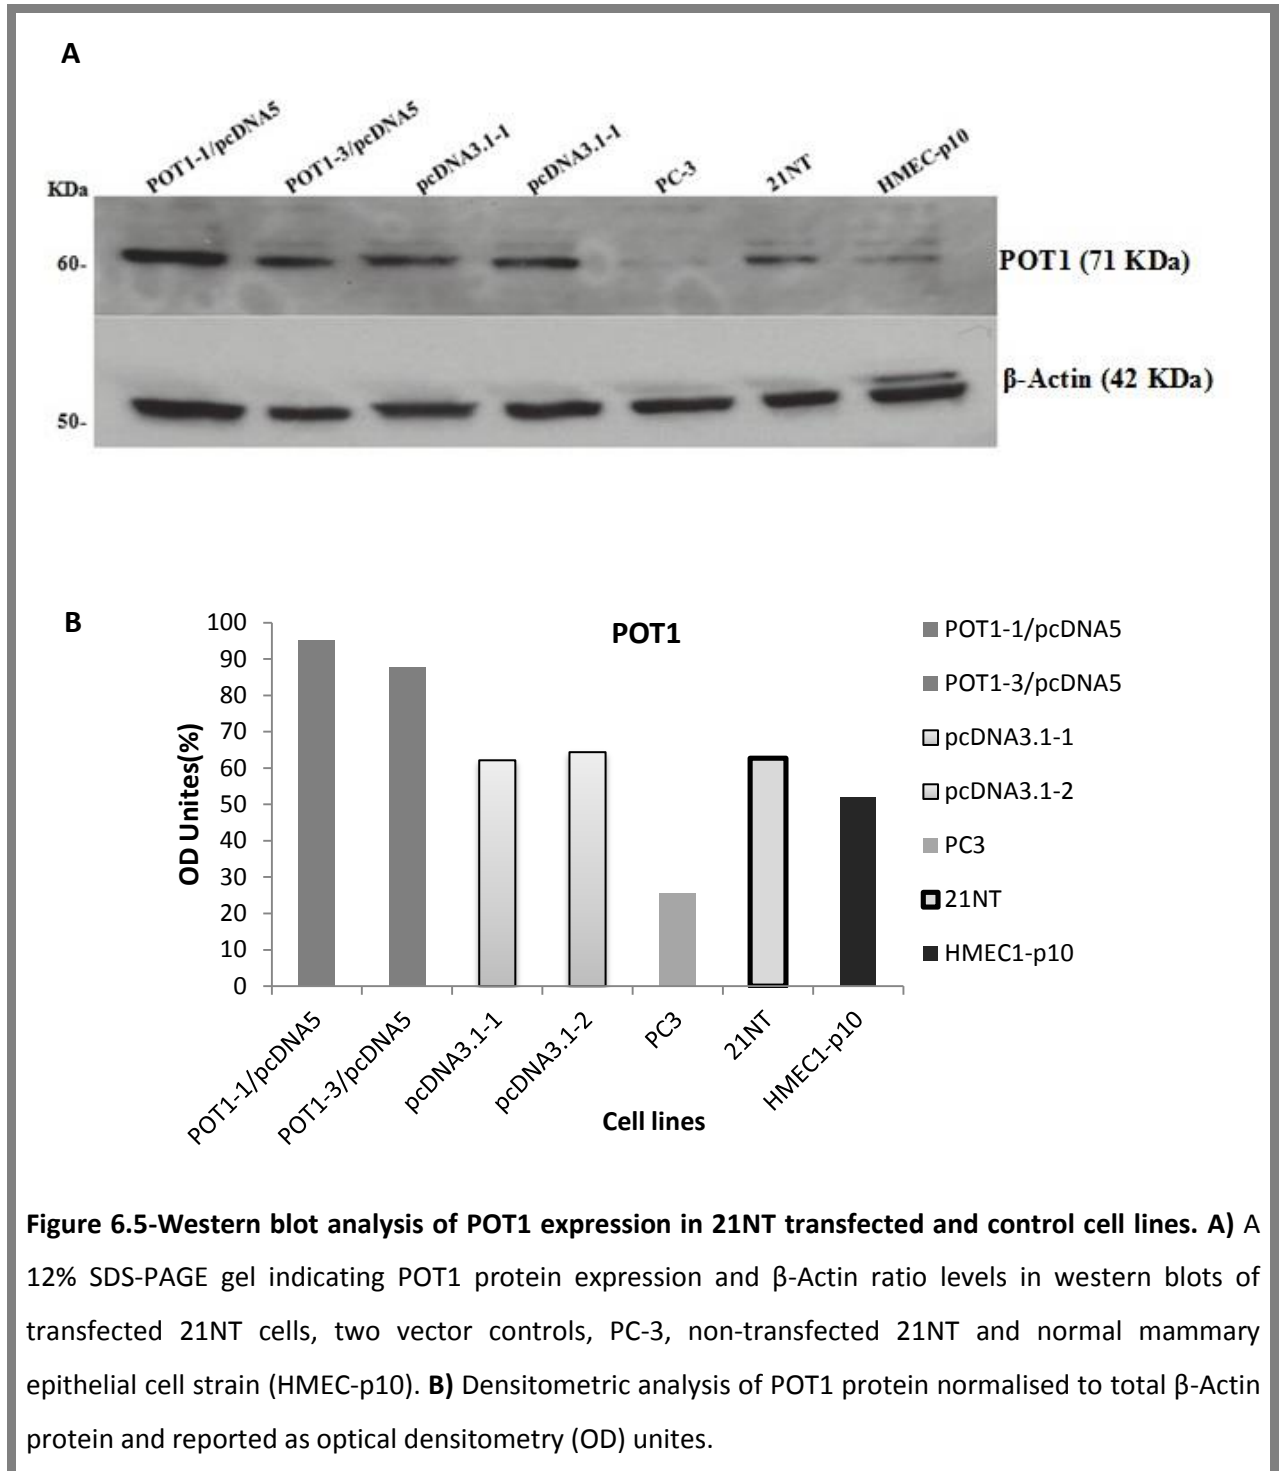 A
POT1-1/pcDNA5
POT1-3/pcDNA5
pcDNA3.1-1
pcDNA3.1-1
PC-3
21NT
HMEC-p10
KDa
60-
POT1 (71 KDa)
β-Actin (42 KDa)
50-
B
POT1
OD Unites(%)
100
90
80
70
60
50
40
30
20
10
0
POT1-1/pcDNA5
POT1-3/pcDNA5
pcDNA3.1-1
pcDNA3.1-2
PC3
21NT
HMEC1-p10
Cell lines
POT1-1/pcDNA5
POT1-3/pcDNA5
pcDNA3.1-1
pcDNA3.1-2
PC3
21NT
HMEC1-p10
Figure 6.5-Western blot analysis of POT1 expression in 21NT transfected and control cell lines. A) A
12% SDS-PAGE gel indicating POT1 protein expression and β-Actin ratio levels in western blots of
transfected 21NT cells, two vector controls, PC-3, non-transfected 21NT and normal mammary
epithelial cell strain (HMEC-p10). B) Densitometric analysis of POT1 protein normalised to total β-Actin
protein and reported as optical densitometry (OD) unites.